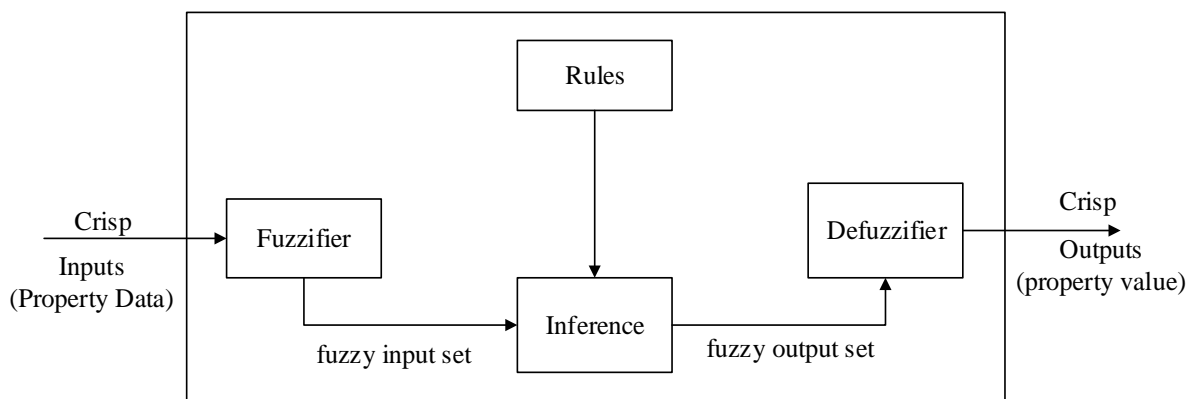 Rules
Crisp
Inputs
(Property Data)
Fuzzifier
fuzzy input set
Inference
fuzzy output set
Defuzzifier
Crisp
Outputs
(property value)